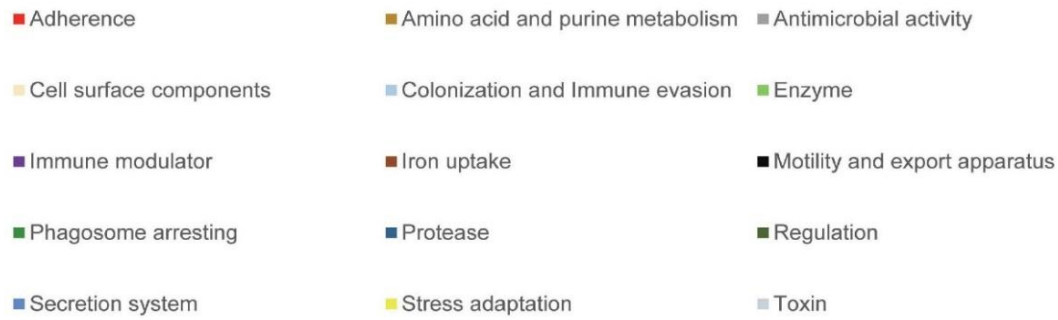 Adherence Amino acid and purine metabolism Antimicrobial activity
Cell surface components Colonization and Immune evasion Enzyme
Immune modulator Iron uptake Motility and export apparatus
Phagosome arresting Protease Regulation
Secretion system Stress adaptation Toxin